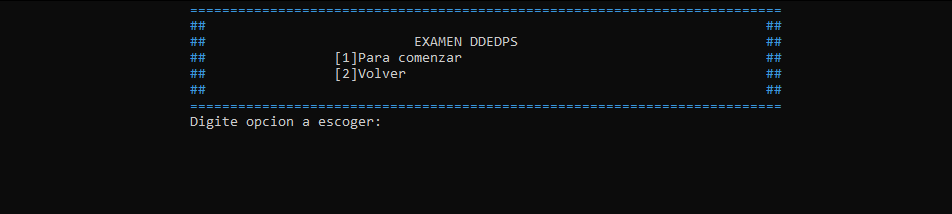 ==========================================================================
## ##
## EXAMEN DDEDPS ##
## [1]Para comenzar ##
## [2]Volver ##
## ##
==========================================================================
Digite opcion a escoger: